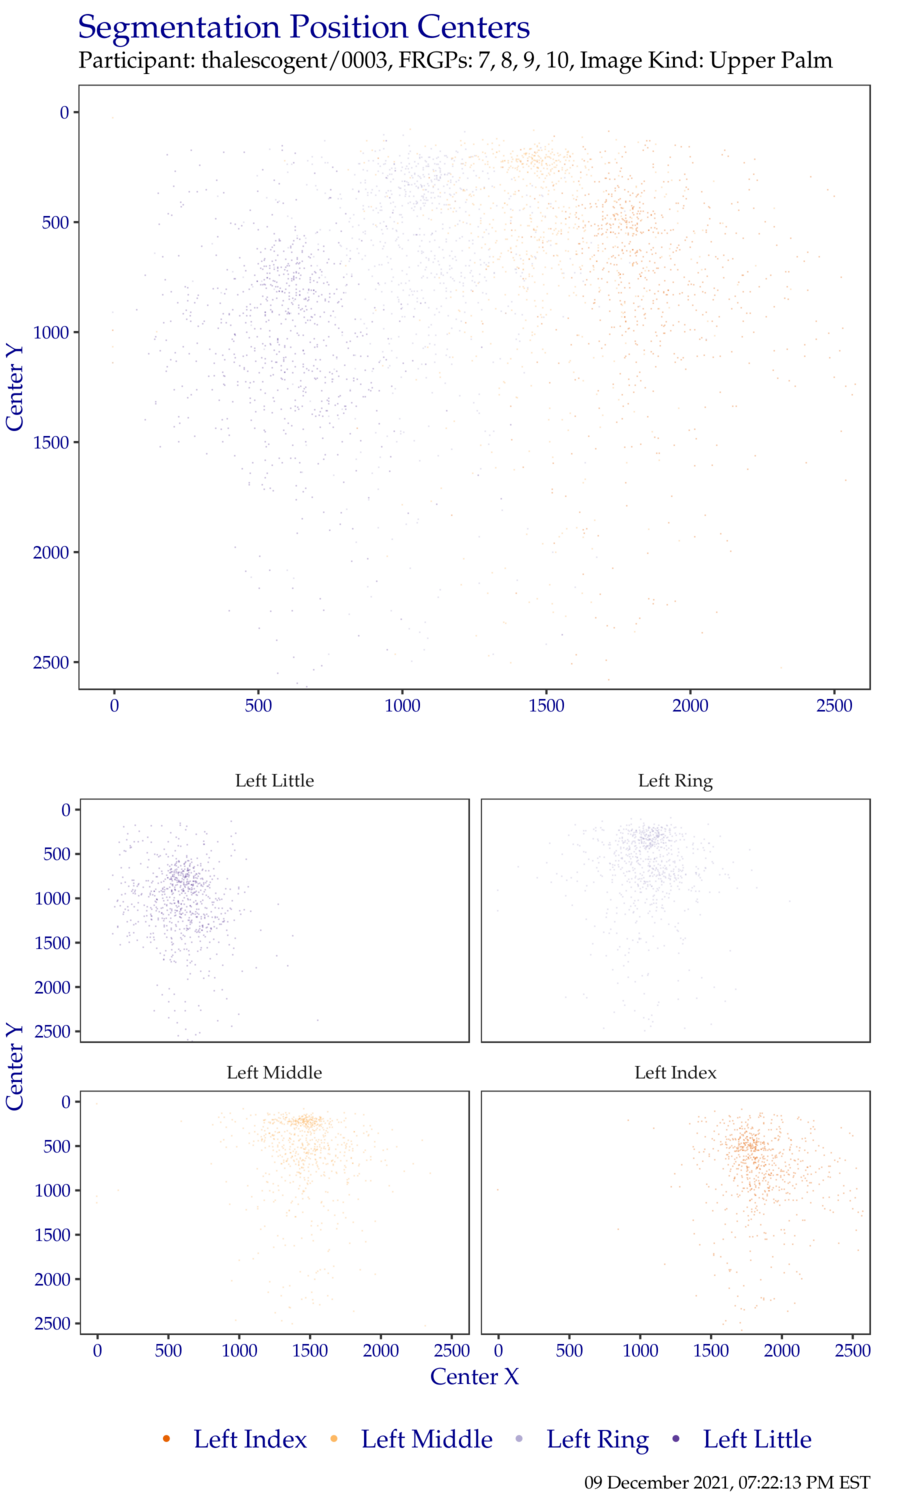 Segmentation Position Centers
Participant: thalescogent/0003, FRGPs: 7, 8, 9, 10, Image Kind: Upper Palm
0
500
1000
1500
2000
2500
Center Y
0 500 1000 1500 2000 2500
Left Little Left Ring
0
500
1000
1500
2000
2500
Center Y
Left Middle Left Index
0
500
1000
1500
2000
2500
0 500 1000 1500 2000 2500 0 500 1000 1500 2000 2500
Center X
Left Index Left Middle Left Ring Left Little
09 December 2021, 07:22:13 PM EST